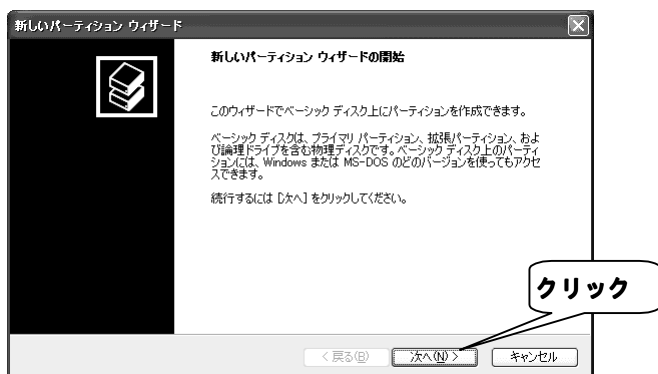 新しいパーティション ウィザード
新しいパーティション ウィザードの開始
このウィザードでベーシック ディスク上にパーティションを作成できます。
ベーシック ディスクは、プライマリ パーティション、拡張パーティション、およ
び論理ドライブを含む物理ディスクです。ベーシック ディスク上のパーティ
ションには、Windows または MS-DOS のどのバージョンを使ってもアクセ
スできます。
続行するには [次へ] をクリックしてください。
クリック
< 戻る(B)
次へ(N) >
キャンセル